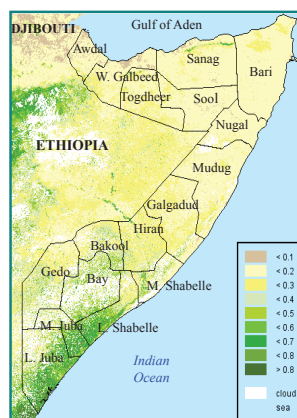 Gulf of Aden
DJIBOUTI
Awdal
Sanag
W. Galbeed
Bari
Togdheer
Sool
Nugal
ETHIOPIA
Mudug
Galgadud
Hiran
Bakool
Gedo
Bay
M. Shabelle
M. Juba
L. Shabelle
L. Juba
Indian
Ocean
< 0.1
< 0.2
< 0.3
< 0.4
< 0.5
< 0.6
< 0.7
< 0.8
> 0.8
cloud
sea